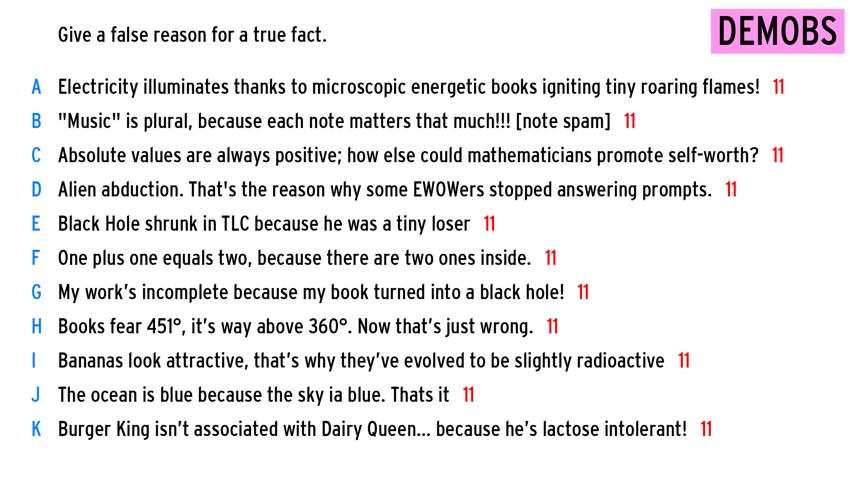 Give a false reason for a true fact.
DEMOBS
A Electricity illuminates thanks to microscopic energetic books igniting tiny roaring flames! 11
B "Music" is plural, because each note matters that much!!! [note spam] 11
C Absolute values are always positive; how else could mathematicians promote self-worth? 11
D Alien abduction. That's the reason why some EWOWers stopped answering prompts. 11
E Black Hole shrunk in TLC because he was a tiny loser 11
F One plus one equals two, because there are two ones inside. 11
G My work’s incomplete because my book turned into a black hole! 11
H Books fear 451°, it’s way above 360°. Now that’s just wrong. 11
I Bananas look attractive, that’s why they’ve evolved to be slightly radioactive 11
J The ocean is blue because the sky ia blue. Thats it 11
K Burger King isn’t associated with Dairy Queen... because he’s lactose intolerant! 11